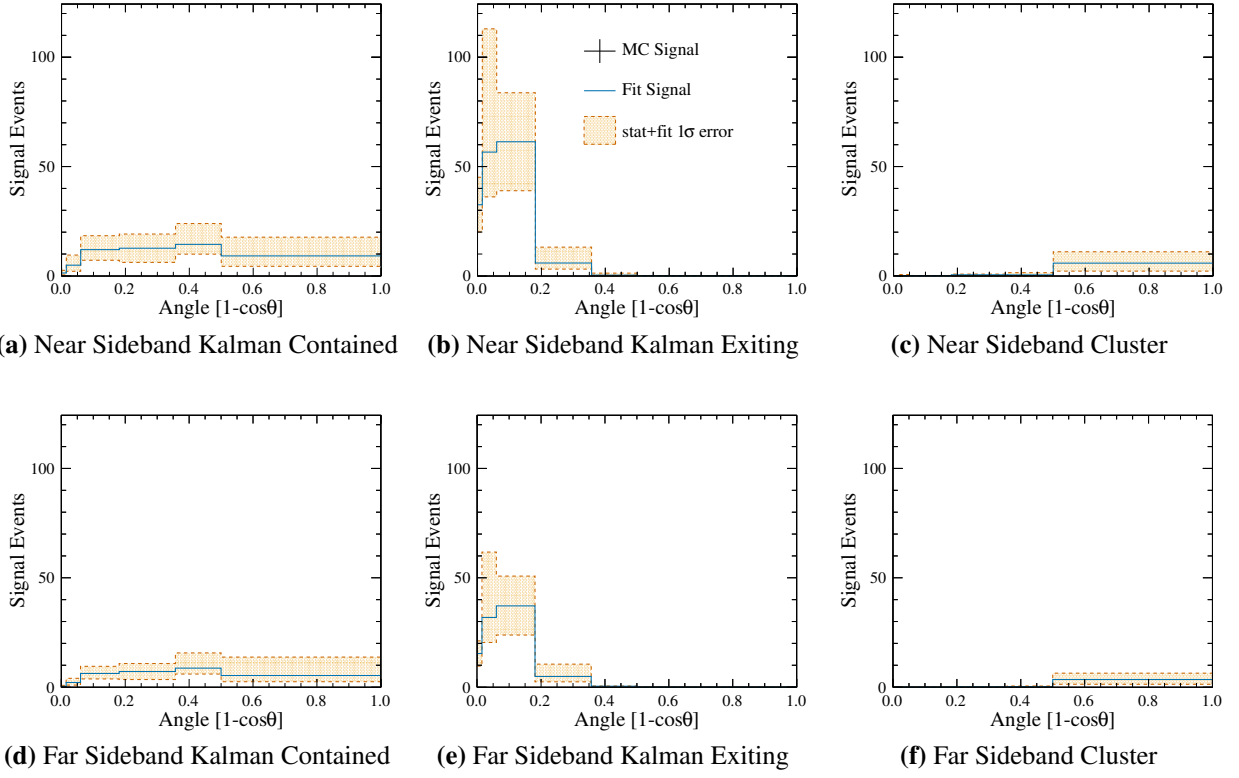 Signal Events
100
50
0
0.0 0.2 0.4 0.6 0.8 1.0
Angle [1-cosθ]
(a) Near Sideband Kalman Contained
Signal Events
100
50
0
MC Signal
Fit Signal
stat+fit 1σ error
0.0 0.2 0.4 0.6 0.8 1.0
Angle [1-cosθ]
(b) Near Sideband Kalman Exiting
Signal Events
100
50
0
0.0 0.2 0.4 0.6 0.8 1.0
Angle [1-cosθ]
(c) Near Sideband Cluster
Signal Events
100
50
0
0.0 0.2 0.4 0.6 0.8 1.0
Angle [1-cosθ]
(d) Far Sideband Kalman Contained
Signal Events
100
50
0
0.0 0.2 0.4 0.6 0.8 1.0
Angle [1-cosθ]
(e) Far Sideband Kalman Exiting
Signal Events
100
50
0
0.0 0.2 0.4 0.6 0.8 1.0
Angle [1-cosθ]
(f) Far Sideband Cluster